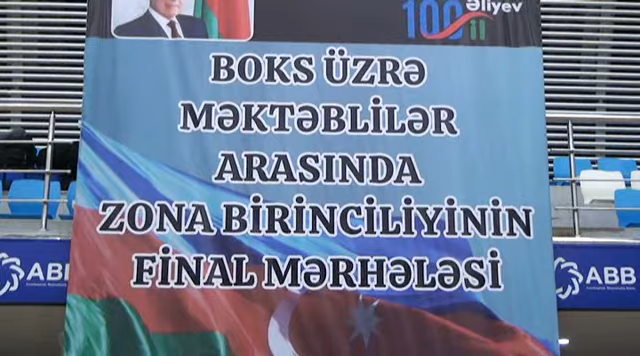 Əliyev
100
BOKS ÜZRƏ
MƏKTƏBLİLƏR
ARASINDA
ZONA BİRİNCİLİYİNİN
FİNAL MƏRHƏLƏSİ
ABB
ABB